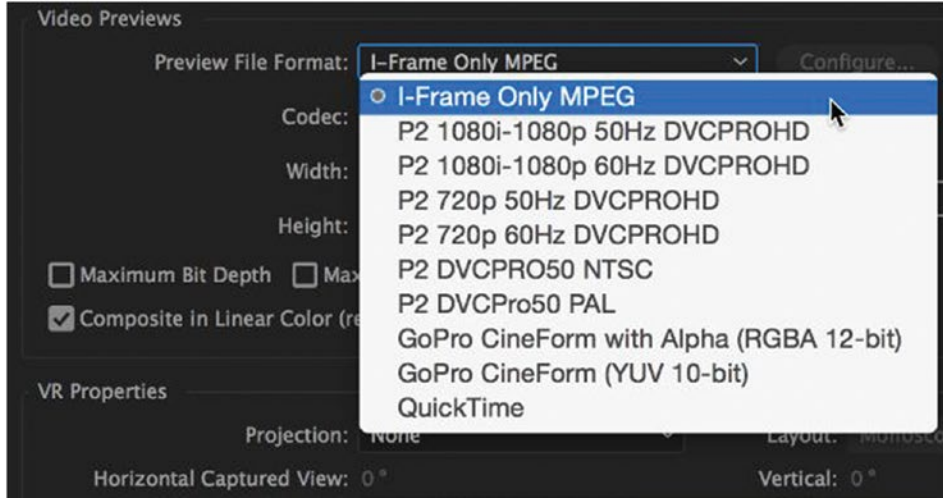 Video Previews
Preview File Format: I-Frame Only MPEG Configure...
I-Frame Only MPEG
Codec:
P2 1080i-1080p 50Hz DVCPROHD
P2 1080i-1080p 60Hz DVCPROHD
Width:
P2 720p 50Hz DVCPROHD
Height:
P2 720p 60Hz DVCPROHD
P2 DVCPRO50 NTSC
Maximum Bit Depth
P2 DVCPro50 PAL
Composite in Linear Color
GoPro CineForm with Alpha (RGBA 12-bit)
GoPro CineForm (YUV 10-bit)
VR Properties
QuickTime
Projection: None Layout:
Horizontal Captured View: 0° Vertical: 0°